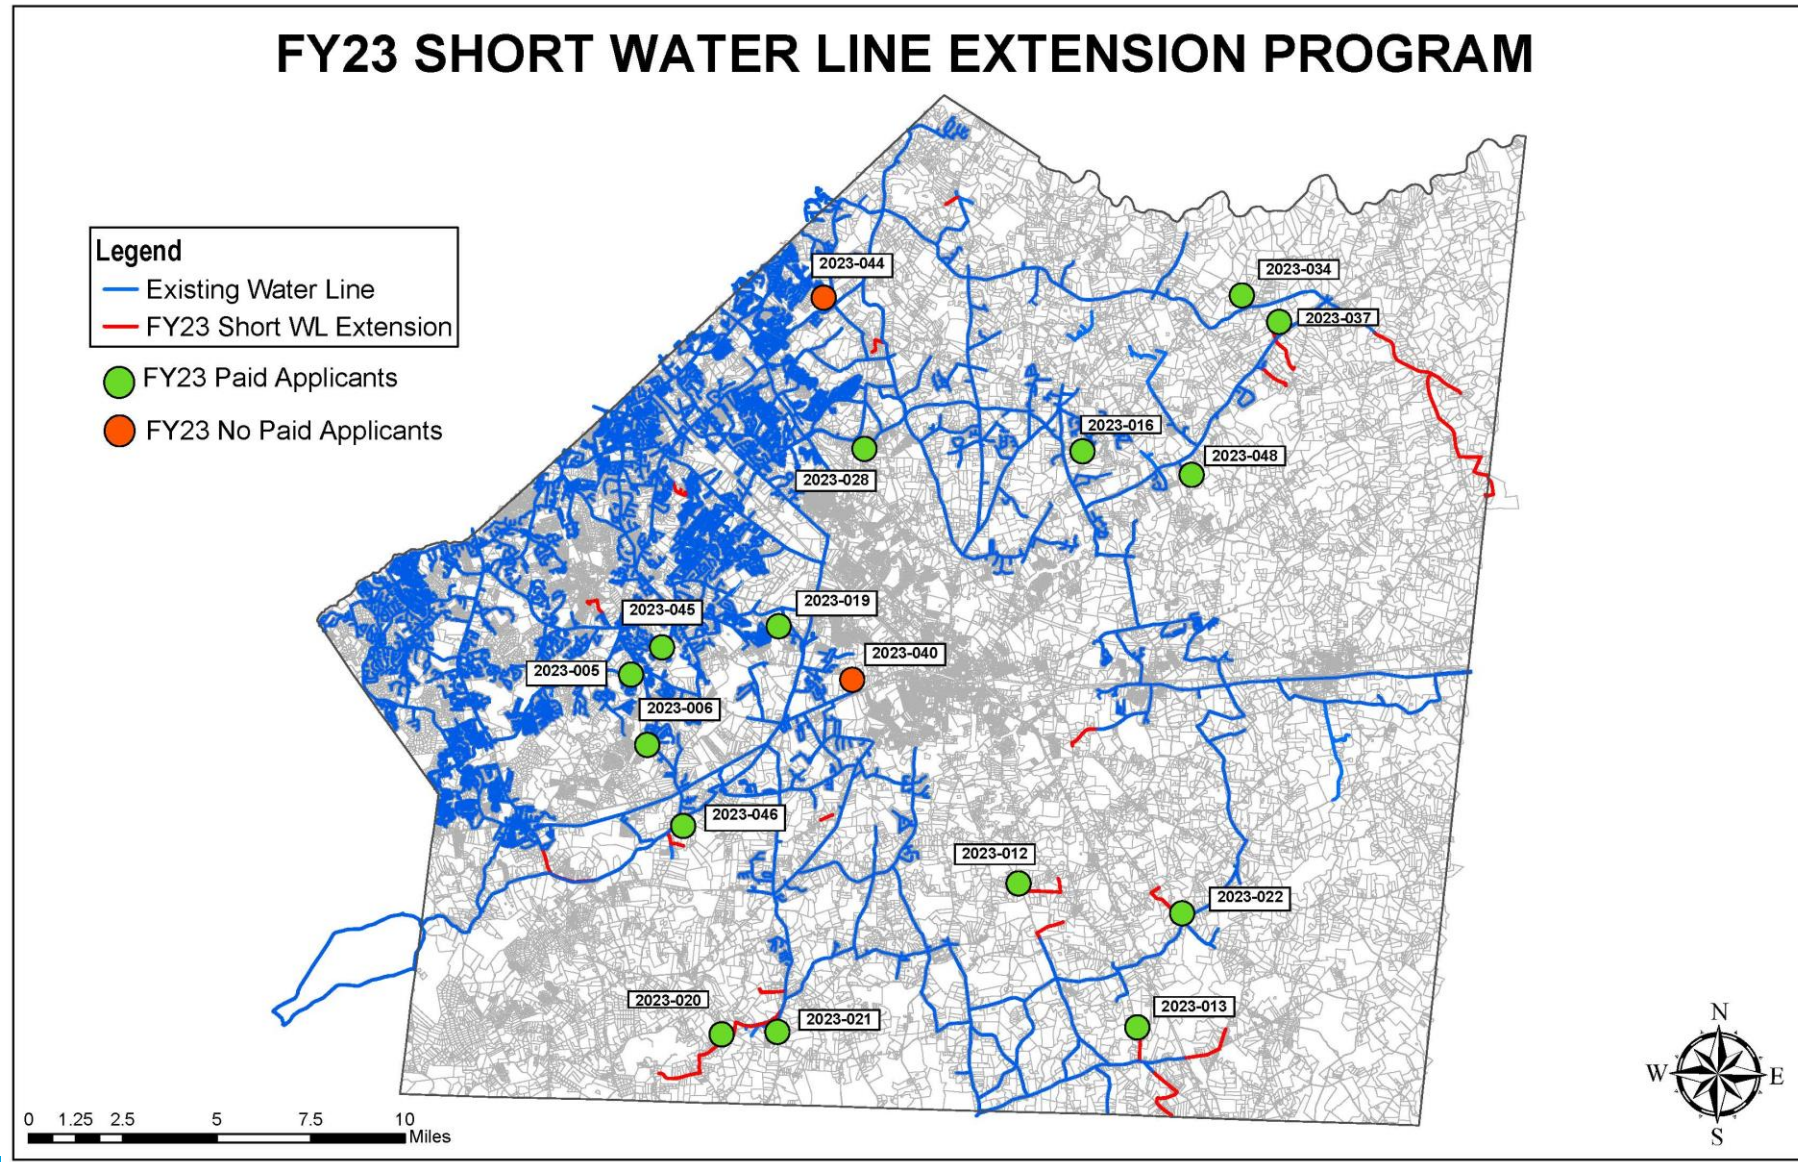 FY23 SHORT WATER LINE EXTENSION PROGRAM
Legend
Existing Water Line
FY23 Short WL Extension
FY23 Paid Applicants
FY23 No Paid Applicants
2023-044
2023-034
2023-037
2023-016
2023-048
2023-028
2023-019
2023-045
2023-040
2023-005
2023-006
2023-046
2023-012
2023-022
2023-020
2023-021
2023-013
N
W E
S
0 1.25 2.5 5 7.5 10
Miles